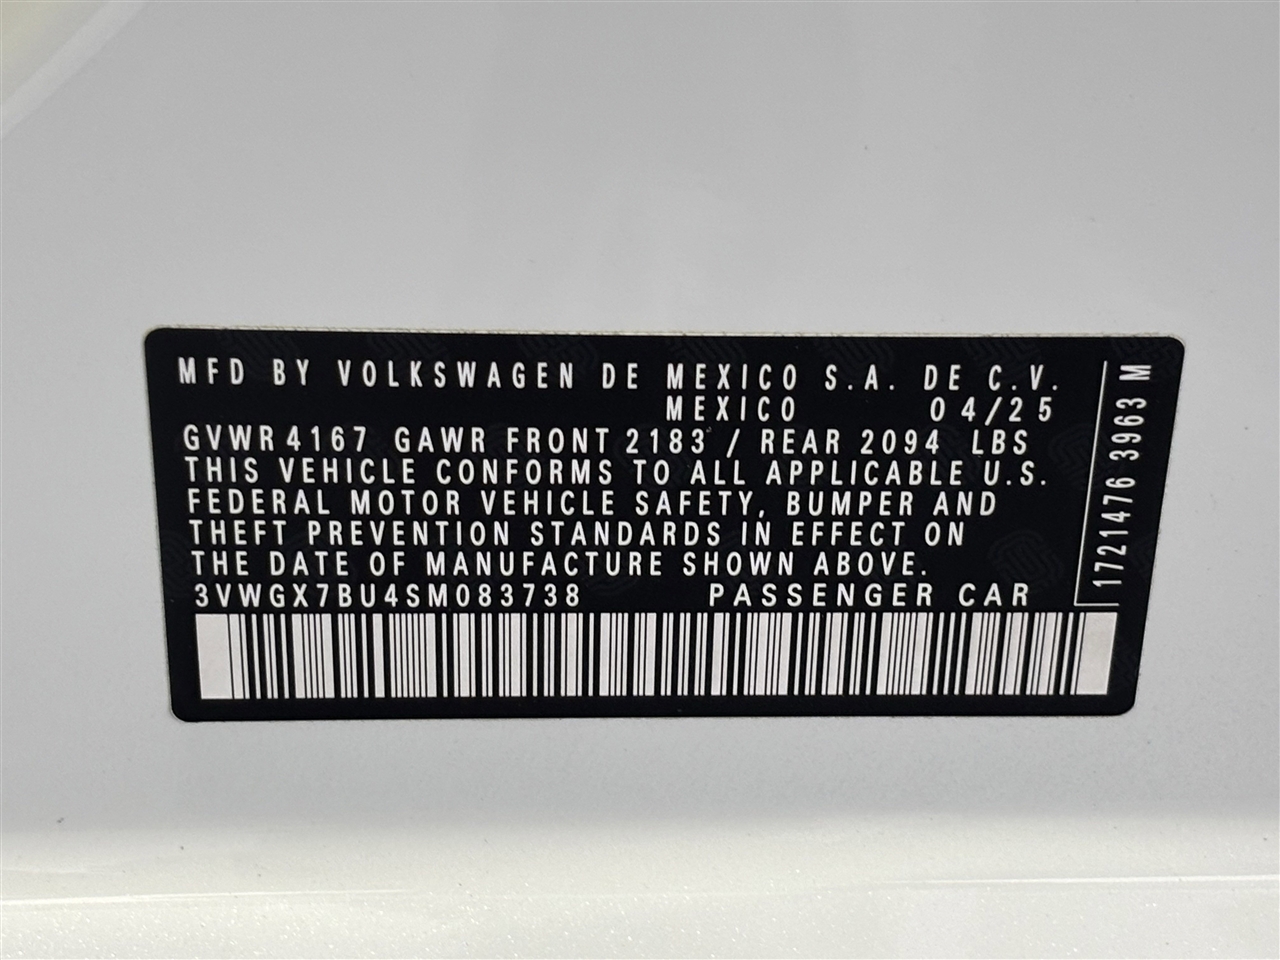 MFD BY VOLKSWAGEN DE MEXICO S.A. DE C.V.
MEXICO 04/25
GVWR 4167 GAWR FRONT 2183 / REAR 2094 LBS
THIS VEHICLE CONFORMS TO ALL APPLICABLE U.S.
FEDERAL MOTOR VEHICLE SAFETY, BUMPER AND
THEFT PREVENTION STANDARDS IN EFFECT ON
THE DATE OF MANUFACTURE SHOWN ABOVE.
3VWGX7BU4SM083738 PASSENGER CAR
17214476 3963 M